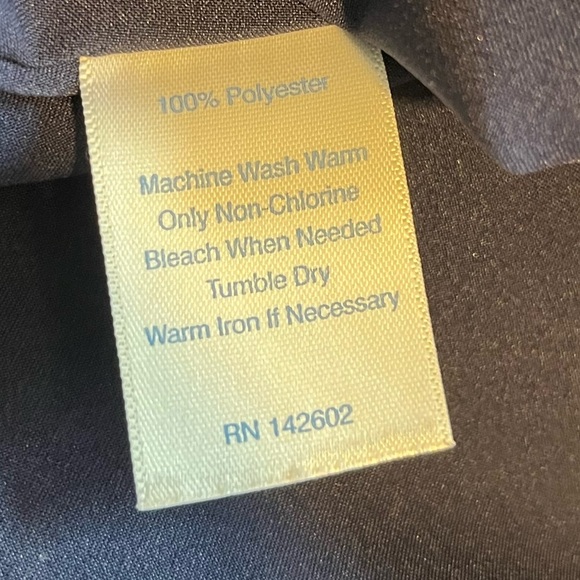 100% Polyester
Machine Wash Warm
Only Non-Chlorine
Bleach When Needed
Tumble Dry
Warm Iron If Necessary
RN 142602